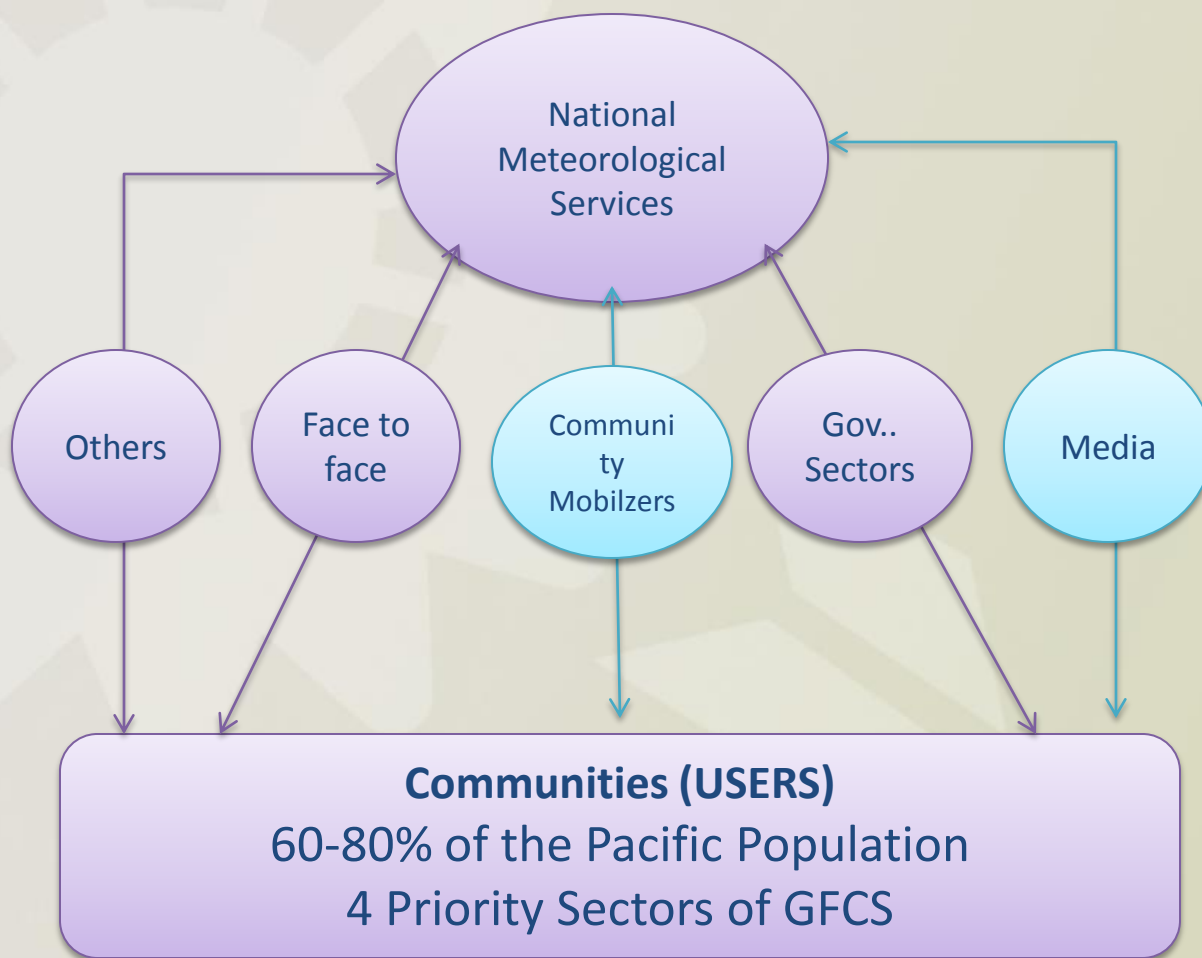 National
Meteorological
Services
Others
Face to
face
Communi
ty
Mobilzers
Gov..
Sectors
Media
Communities (USERS)
60-80% of the Pacific Population
4 Priority Sectors of GFCS